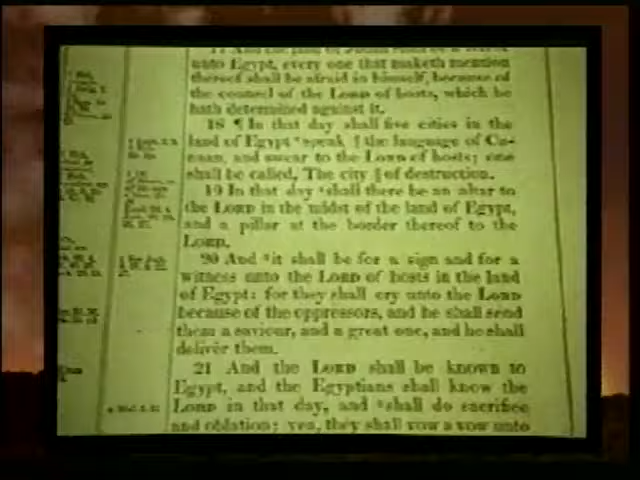 unto Egypt, every one that maketh mention
thereof shall be afraid in himself, because of
the counsel of the LORD of hosts, which he
hath determined against it.
18 ¶ In that day shall five cities in the
land of Egypt speak the language of Ca-
naan, and swear to the LORD of hosts; one
shall be called, The city of destruction.
19 In that day shall there be an altar to
the LORD in the midst of the land of Egypt,
and a pillar at the border thereof to the
LORD.
20 And it shall be for a sign and for a
witness unto the LORD of hosts in the land
of Egypt: for they shall cry unto the LORD
because of the oppressors, and he shall send
them a saviour, and a great one, and he shall
deliver them.
21 And the LORD shall be known to
Egypt, and the Egyptians shall know the
LORD in that day, and shall do sacrifice
and oblation; yea, they shall vow a vow unto